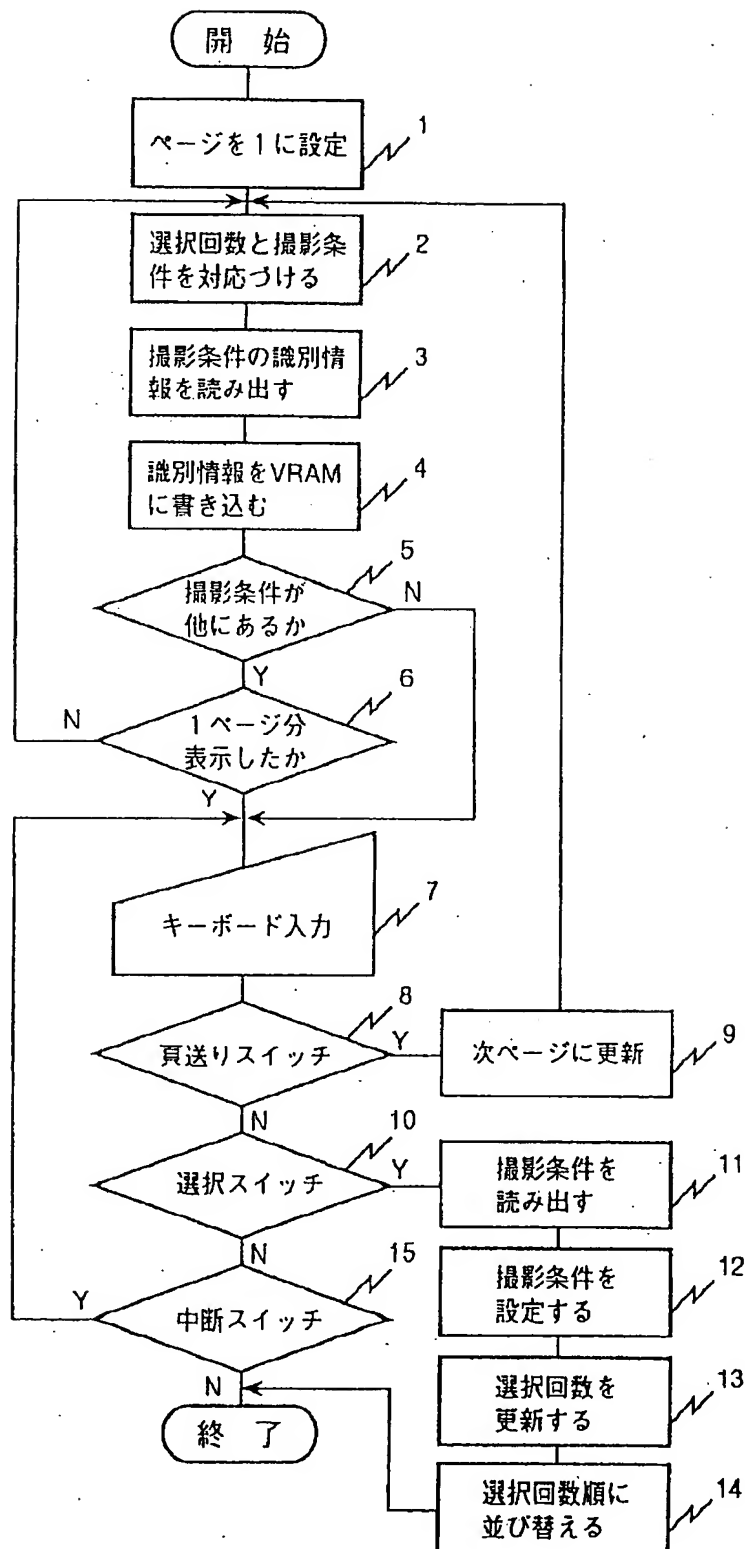 開 始
ページを1に設定
1
選択回数と撮影条
件を対応づける
2
撮影条件の識別情
報を読み出す
3
識別情報をVRAM
に書き込む
4
撮影条件が
他にあるか
5
N
Y
1ページ分
表示したか
6
N
Y
キーボード入力
7
頁送りスイッチ
8
Y
次ページに更新
9
N
選択スイッチ
10
Y
撮影条件を
読み出す
11
N
撮影条件を
設定する
12
中断スイッチ
15
Y
選択回数を
更新する
13
N
終 了
選択回数順に
並び替える
14